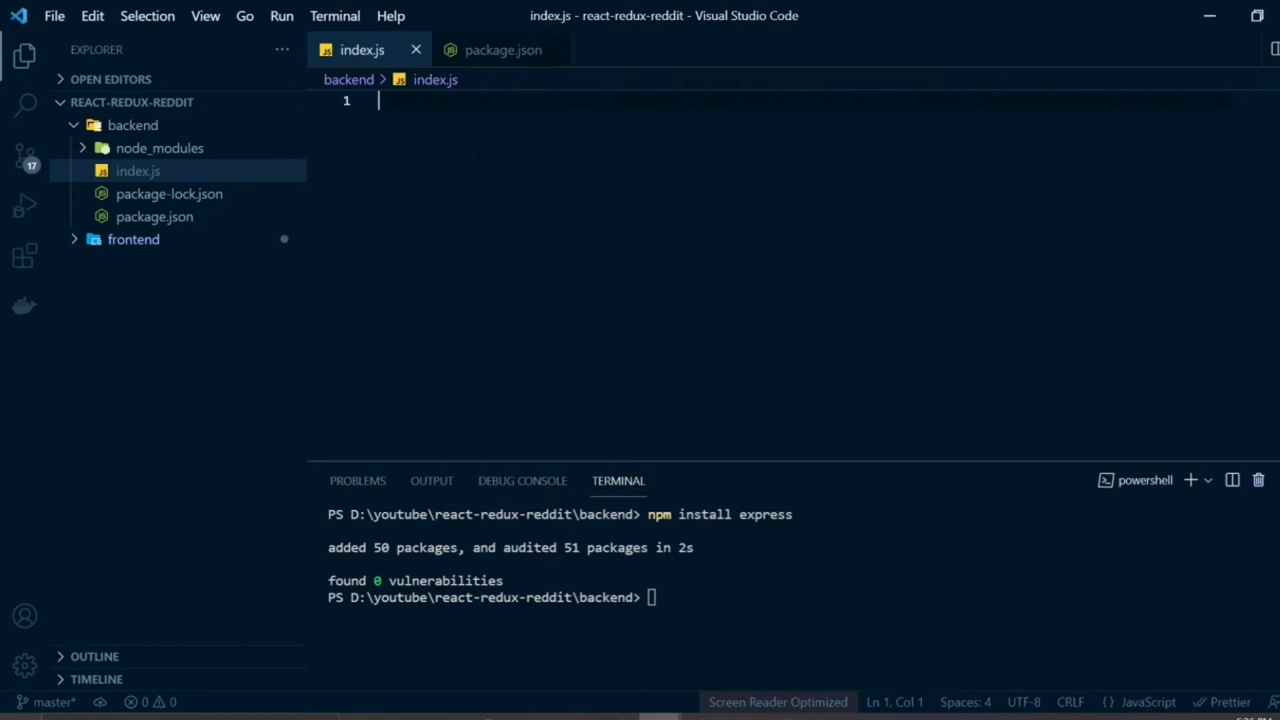 File Edit Selection View Go Run Terminal Help
index.js - react-redux-reddit - Visual Studio Code
EXPLORER
OPEN EDITORS
REACT-REDUX-REDDIT
backend
node_modules
index.js
package-lock.json
package.json
frontend
17
OUTLINE
TIMELINE
JS index.js
JS package.json
backend > JS index.js
1
PROBLEMS OUTPUT DEBUG CONSOLE TERMINAL
powershell
PS D:\youtube\react-redux-reddit\backend> npm install express
added 50 packages, and audited 51 packages in 2s
found 0 vulnerabilities
PS D:\youtube\react-redux-reddit\backend>
master* 0 0 Screen Reader Optimized Ln 1, Col 1 Spaces: 4 UTF-8 CRLF {} JavaScript Prettier